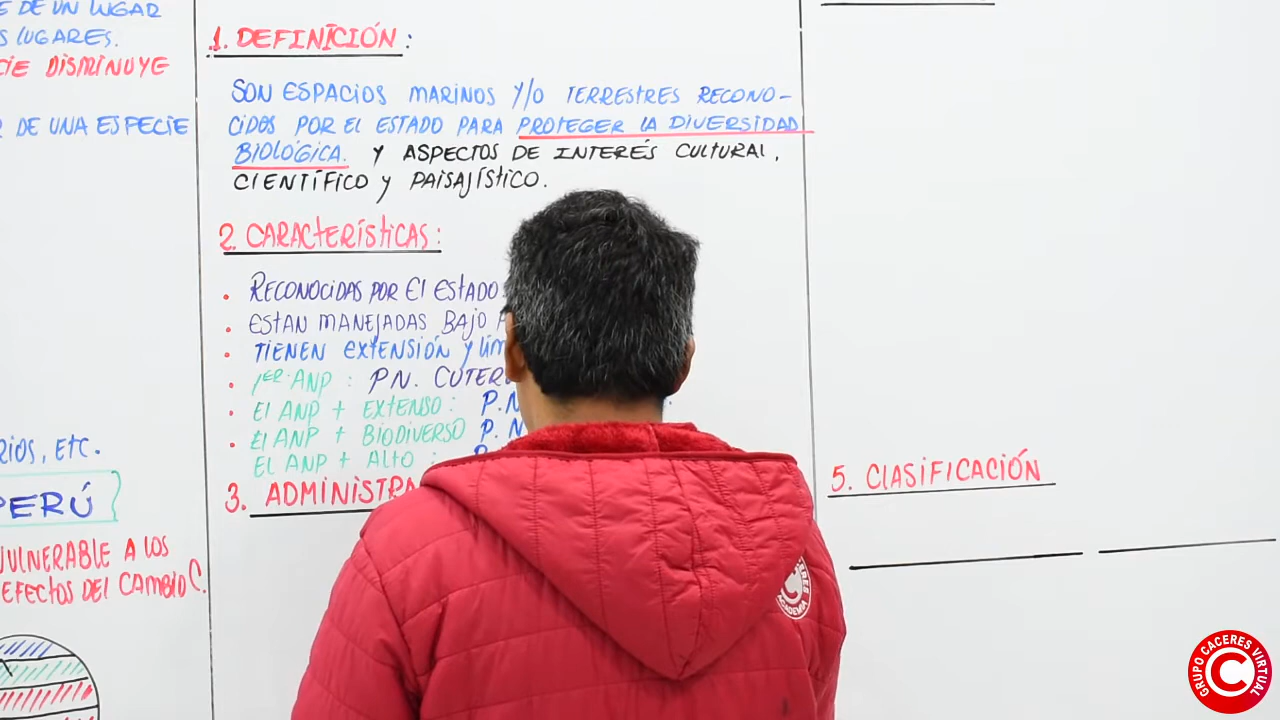 E DE UN LUGAR
S LUGARES.
CIE DISMINUYE
R DE UNA ESPECIE
RIOS, ETC.
PERÚ
VULNERABLE A LOS
EFECTOS DEL CAMBIO C.
1. DEFINICIÓN:
SON ESPACIOS MARINOS Y/O TERRESTRES RECONO-
CIDOS POR EL ESTADO PARA PROTEGER LA DIVERSIDAD
BIOLÓGICA. Y ASPECTOS DE INTERÉS CULTURAL,
CIENTÍFICO Y PAISAJÍSTICO.
2. CARACTERÍSTICAS:
• RECONOCIDAS POR El ESTADO
• ESTAN MANEJADAS BAJO
• TIENEN EXTENSIÓN Y LÍM
• 1ER. ANP : P.N. CUTER
• El ANP + EXTENSO : P.N
• El ANP + BIODIVERSO P.N
EL ANP + ALTO :
3. ADMINISTRA
5. CLASIFICACIÓN
CACERES
ACADEMIA
GRUPO CACERES VIRTUAL
C